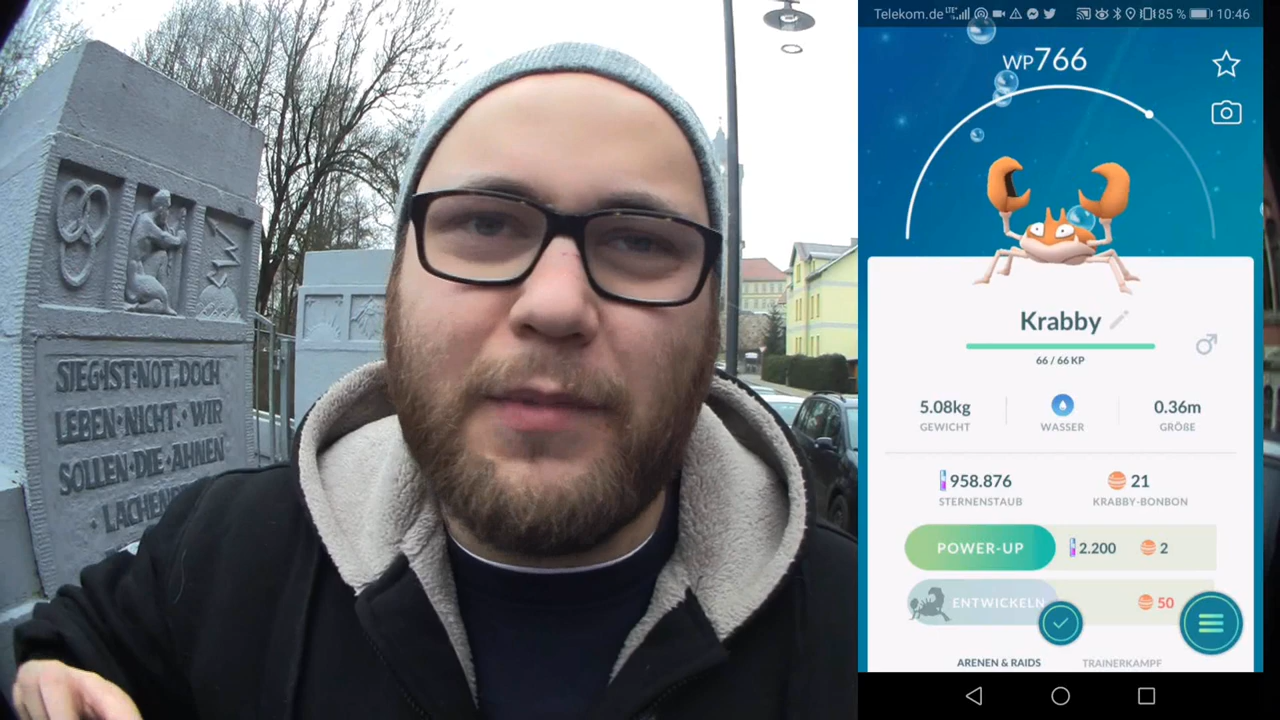 SIEG·IST·NOT,DOCH
LEBEN·NICHT.·WIR
SOLLEN·DIE·AHNEN
Telekom.de
85 % 10:46
WP766
Krabby
66 / 66 KP
5.08kg
GEWICHT
WASSER
0.36m
GRÖßE
958.876
STERNENSTAUB
21
KRABBY-BONBON
POWER-UP
2.200
2
ENTWICKELN
50
ARENEN & RAIDS
TRAINERKAMPF